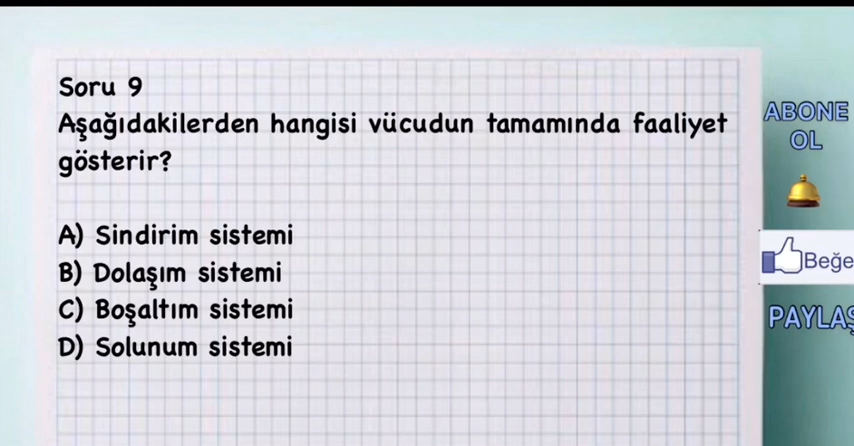 Soru 9
Aşağıdakilerden hangisi vücudun tamamında faaliyet
gösterir?
A) Sindirim sistemi
B) Dolaşım sistemi
C) Boşaltım sistemi
D) Solunum sistemi
ABONE
OL
Beğe
PAYLAŞ